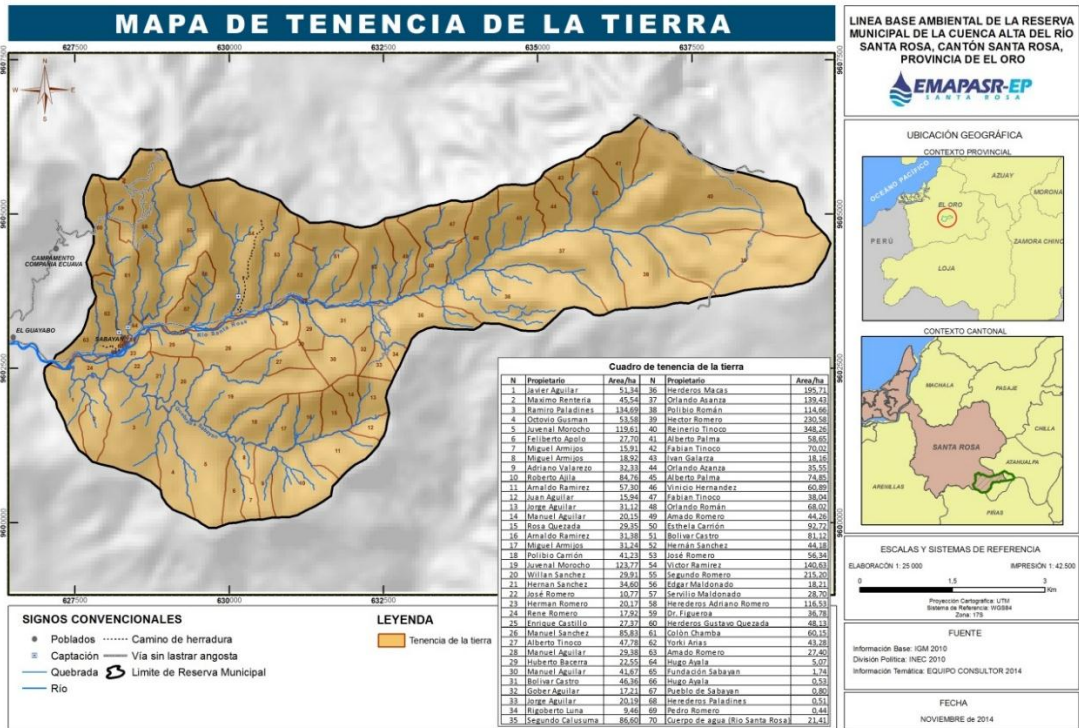 MAPA DE TENENCIA DE LA TIERRA
LINEA BASE AMBIENTAL DE LA RESERVA
MUNICIPAL DE LA CUENCA ALTA DEL RÍO
SANTA ROSA, CANTÓN SANTA ROSA,
PROVINCIA DE EL ORO
EMAPASR-EP
SANTA ROSA
627500 630000 632500 635000 637500
CAMPAMENTO
COMPAÑIA ECUAVA
EL GUAYABO
SABAYAN
Río Santa Rosa
UBICACIÓN GEOGRÁFICA
CONTEXTO PROVINCIAL
OCEANO PACÍFICO
AZUAY
MORONA
EL ORO
PERÚ
ZAMORA CHINC
LOJA
CONTEXTO CANTONAL
MACHALA
PASAJE
CHILLA
SANTA ROSA
ATAHUALPA
ARENILLAS
PIÑAS
Cuadro de tenencia de la tierra
N Propietario Area/ha N Propietario Area/ha
1 Javier Aguilar 51,34 36 Herderos Macas 195,71
2 Maximo Renteria 45,54 37 Orlando Asanza 139,43
3 Ramiro Paladines 134,69 38 Polibio Román 114,66
4 Octavio Gusman 53,58 39 Hector Romero 230,58
5 Juvenal Morocho 119,61 40 Reinerio Tinoco 348,26
6 Feliberto Apolo 27,70 41 Alberto Palma 58,65
7 Miguel Armijos 15,91 42 Fabian Tinoco 70,02
8 Miguel Armijos 18,92 43 Ivan Galarza 18,16
9 Adriano Valarezo 32,33 44 Orlando Azanza 35,55
10 Roberto Ajila 84,76 45 Alberto Palma 74,85
11 Arnaldo Ramirez 57,30 46 Vinicio Hernandez 60,89
12 Juan Aguilar 15,94 47 Fabian Tinoco 38,04
13 Jorge Aguilar 31,12 48 Orlando Román 68,02
14 Manuel Aguilar 20,15 49 Amado Romero 44,26
15 Rosa Quezada 29,35 50 Esthela Carrión 92,72
16 Arnaldo Ramirez 31,38 51 Bolivar Castro 81,12
17 Miguel Armijos 31,24 52 Hernán Sanchez 44,18
18 Polibio Carrión 41,23 53 José Romero 56,34
19 Juvenal Morocho 123,77 54 Victor Ramirez 140,63
20 Willan Sanchez 29,91 55 Segundo Romero 215,20
21 Hernan Sanchez 34,60 56 Edgar Maldonado 18,21
22 José Romero 10,77 57 Servilio Maldonado 28,70
23 Herman Romero 20,17 58 Herederos Adriano Romero 116,53
24 Rene Romero 17,92 59 Dr. Figueroa 36,78
25 Enrique Castillo 27,37 60 Herderos Gustavo Quezada 48,13
26 Manuel Sanchez 85,83 61 Colón Chamba 60,15
27 Alberto Tinoco 47,78 62 Yorki Arias 43,28
28 Manuel Aguilar 29,38 63 Amado Romero 27,40
29 Huberto Bacerra 22,55 64 Hugo Ayala 5,07
30 Manuel Aguilar 41,67 65 Fundación Sabayan 1,74
31 Bolivar Castro 46,36 66 Hugo Ayala 0,53
32 Gober Aguilar 17,21 67 Pueblo de Sabayan 0,80
33 Jorge Aguilar 20,19 68 Herederos Paladines 0,51
34 Rigoberto Luna 9,46 69 Pedro Romero 0,44
35 Segundo Calusuma 86,60 70 Cuerpo de agua (Rio Santa Rosa) 21,41
ESCALAS Y SISTEMAS DE REFERENCIA
ELABORACIÓN 1: 25 000 IMPRESIÓN 1: 42.500
0 1,5 3
Km
Proyección Cartográfica: UTM
Sistema de Referencia: WGS84
Zona: 17S
FUENTE
Información Base: IGM 2010
División Política: INEC 2010
Información Temática: EQUIPO CONSULTOR 2014
FECHA
NOVIEMBRE de 2014
627500 630000
SIGNOS CONVENCIONALES
Poblados
Camino de herradura
Captación
Vía sin lastrar angosta
Quebrada
Limite de Reserva Municipal
Río
LEYENDA
Tenencia de la tierra